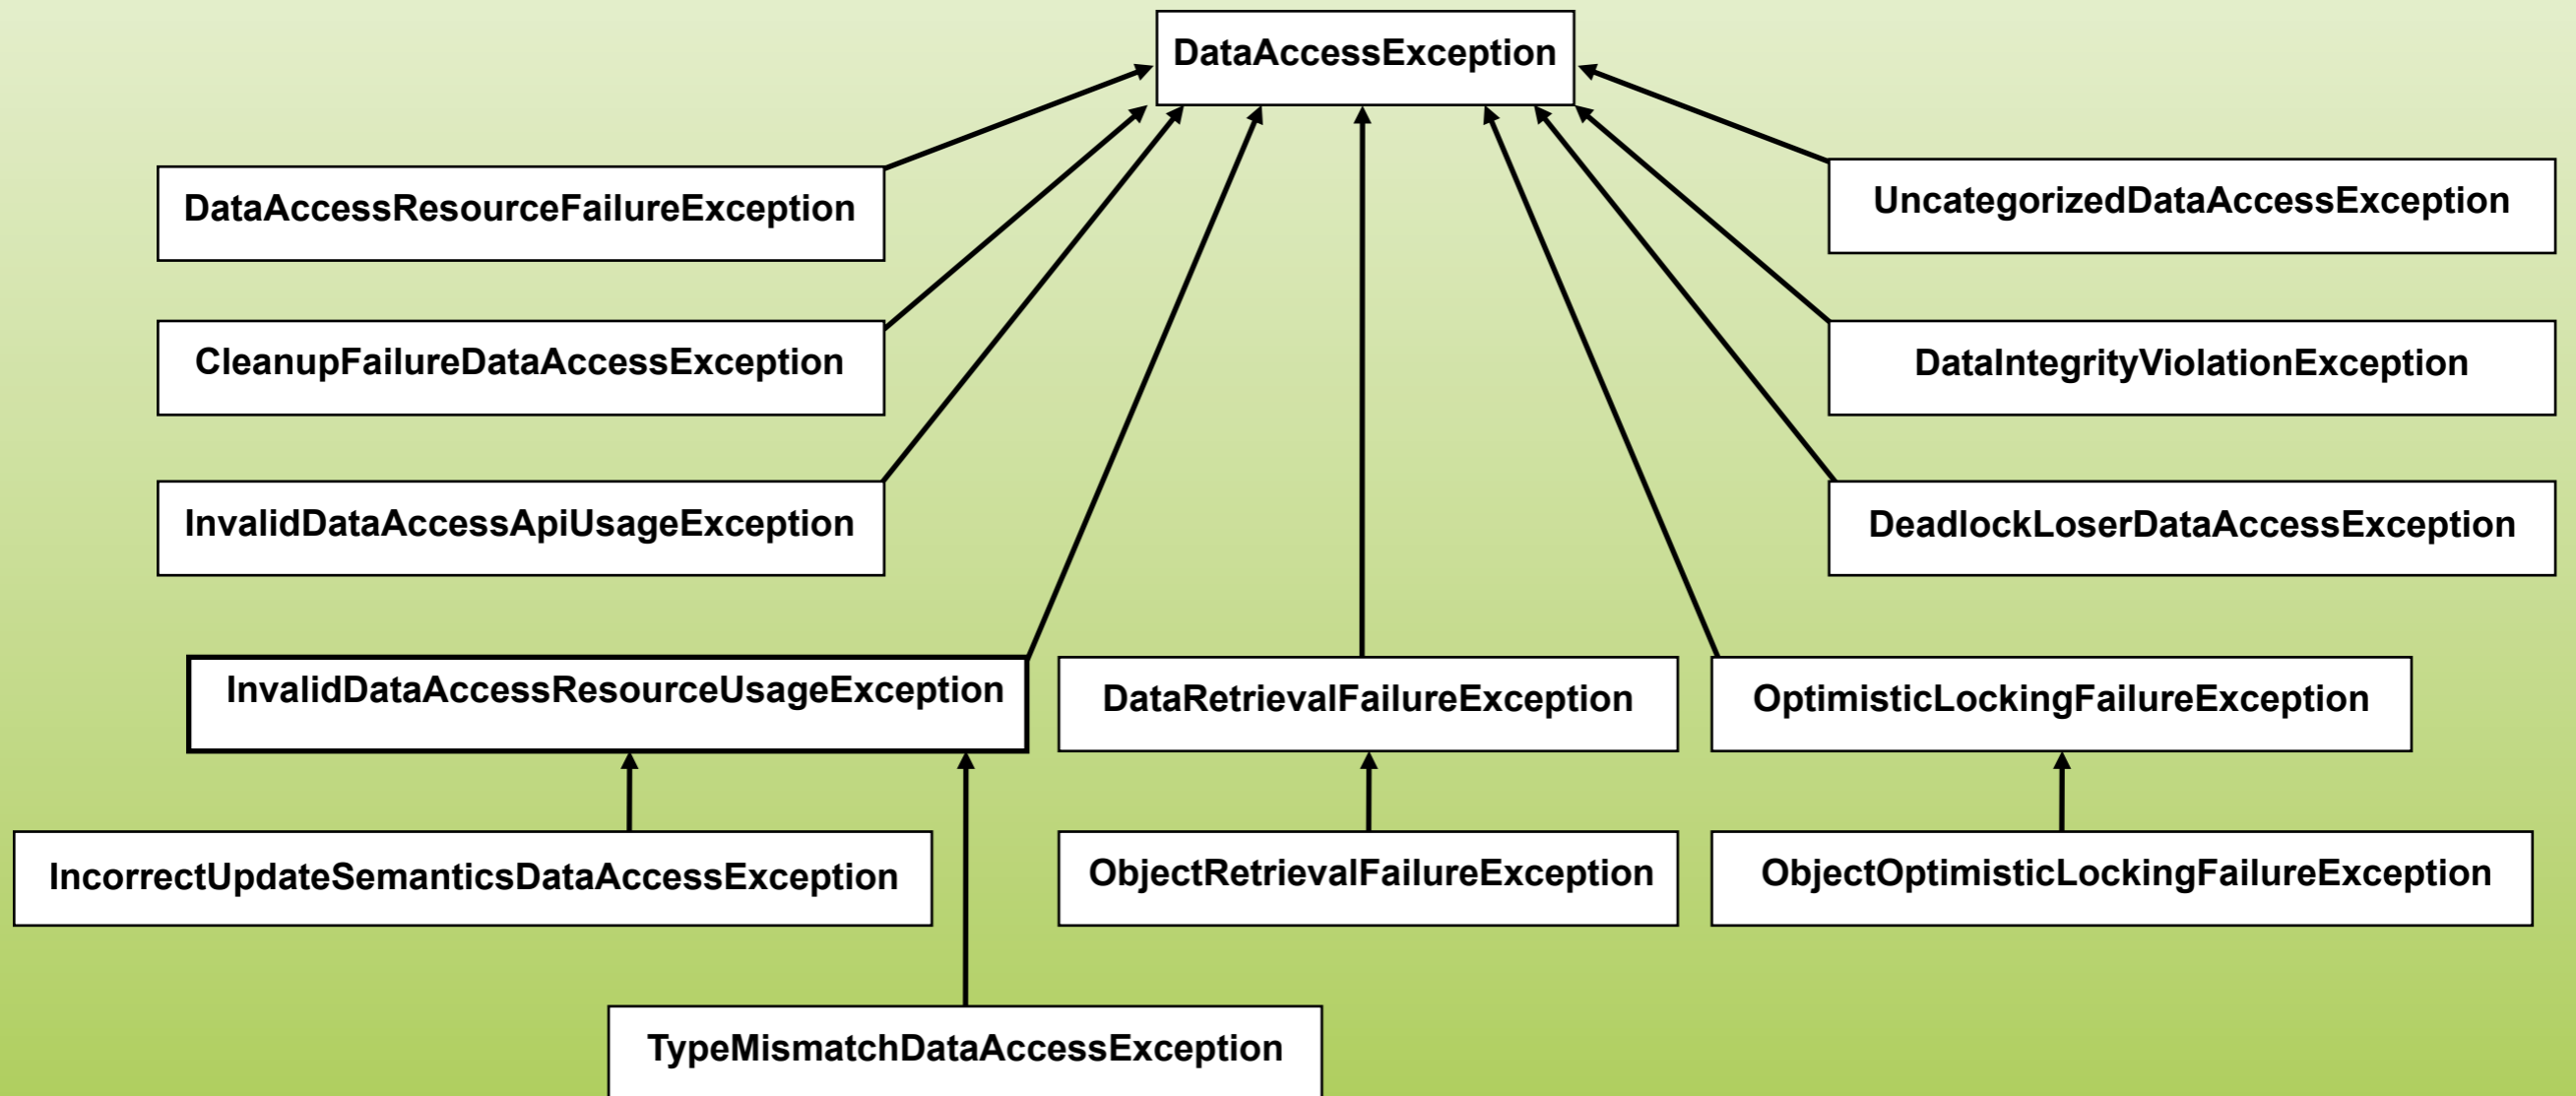 DataAccessException
DataAccessResourceFailureException
UncategorizedDataAccessException
CleanupFailureDataAccessException
DataIntegrityViolationException
InvalidDataAccessApiUsageException
DeadlockLoserDataAccessException
InvalidDataAccessResourceUsageException
DataRetrievalFailureException
OptimisticLockingFailureException
IncorrectUpdateSemanticsDataAccessException
ObjectRetrievalFailureException
ObjectOptimisticLockingFailureException
TypeMismatchDataAccessException